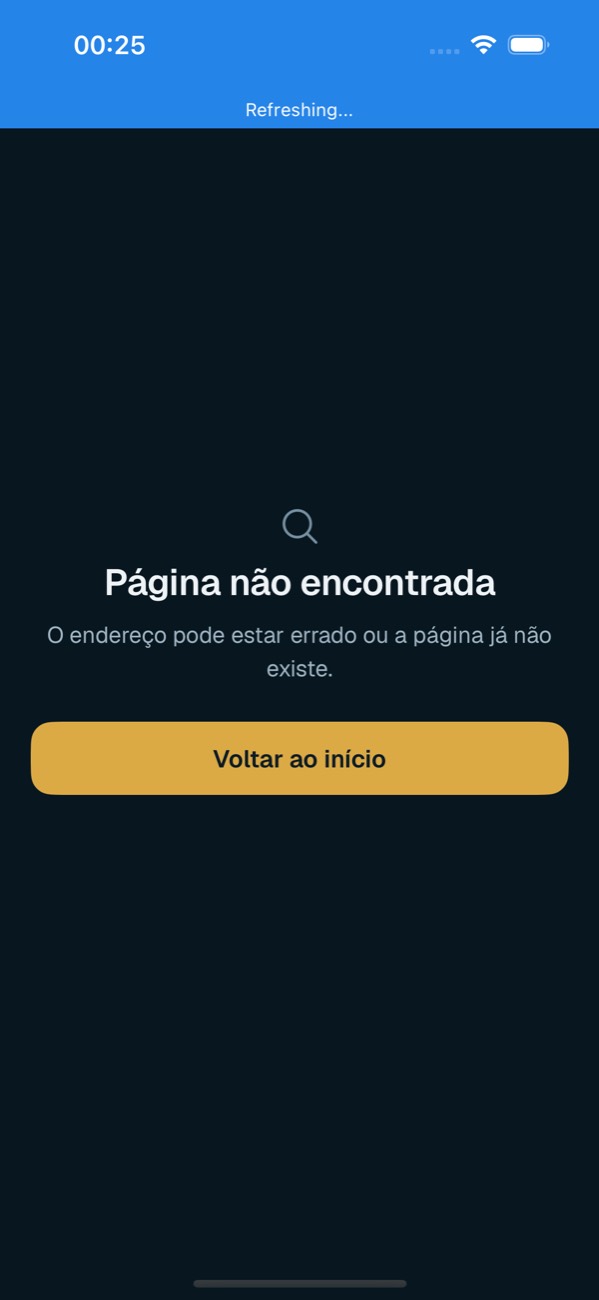 00:25
Refreshing...
Página não encontrada
O endereço pode estar errado ou a página já não
existe.
Voltar ao início